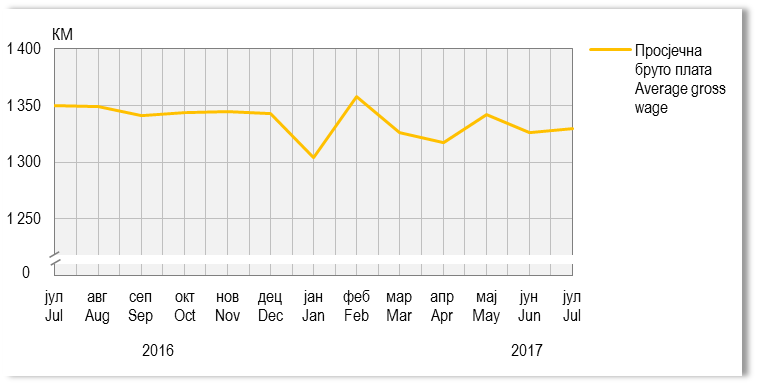 КМ
1 400
1 350
1 300
1 250
0
јул авг сеп окт нов дец јан феб мар апр мај јун јул
Jul Aug Sep Oct Nov Dec Jan Feb Mar Apr May Jun Jul
2016 2017
Просјечна
бруто плата
Average gross
wage